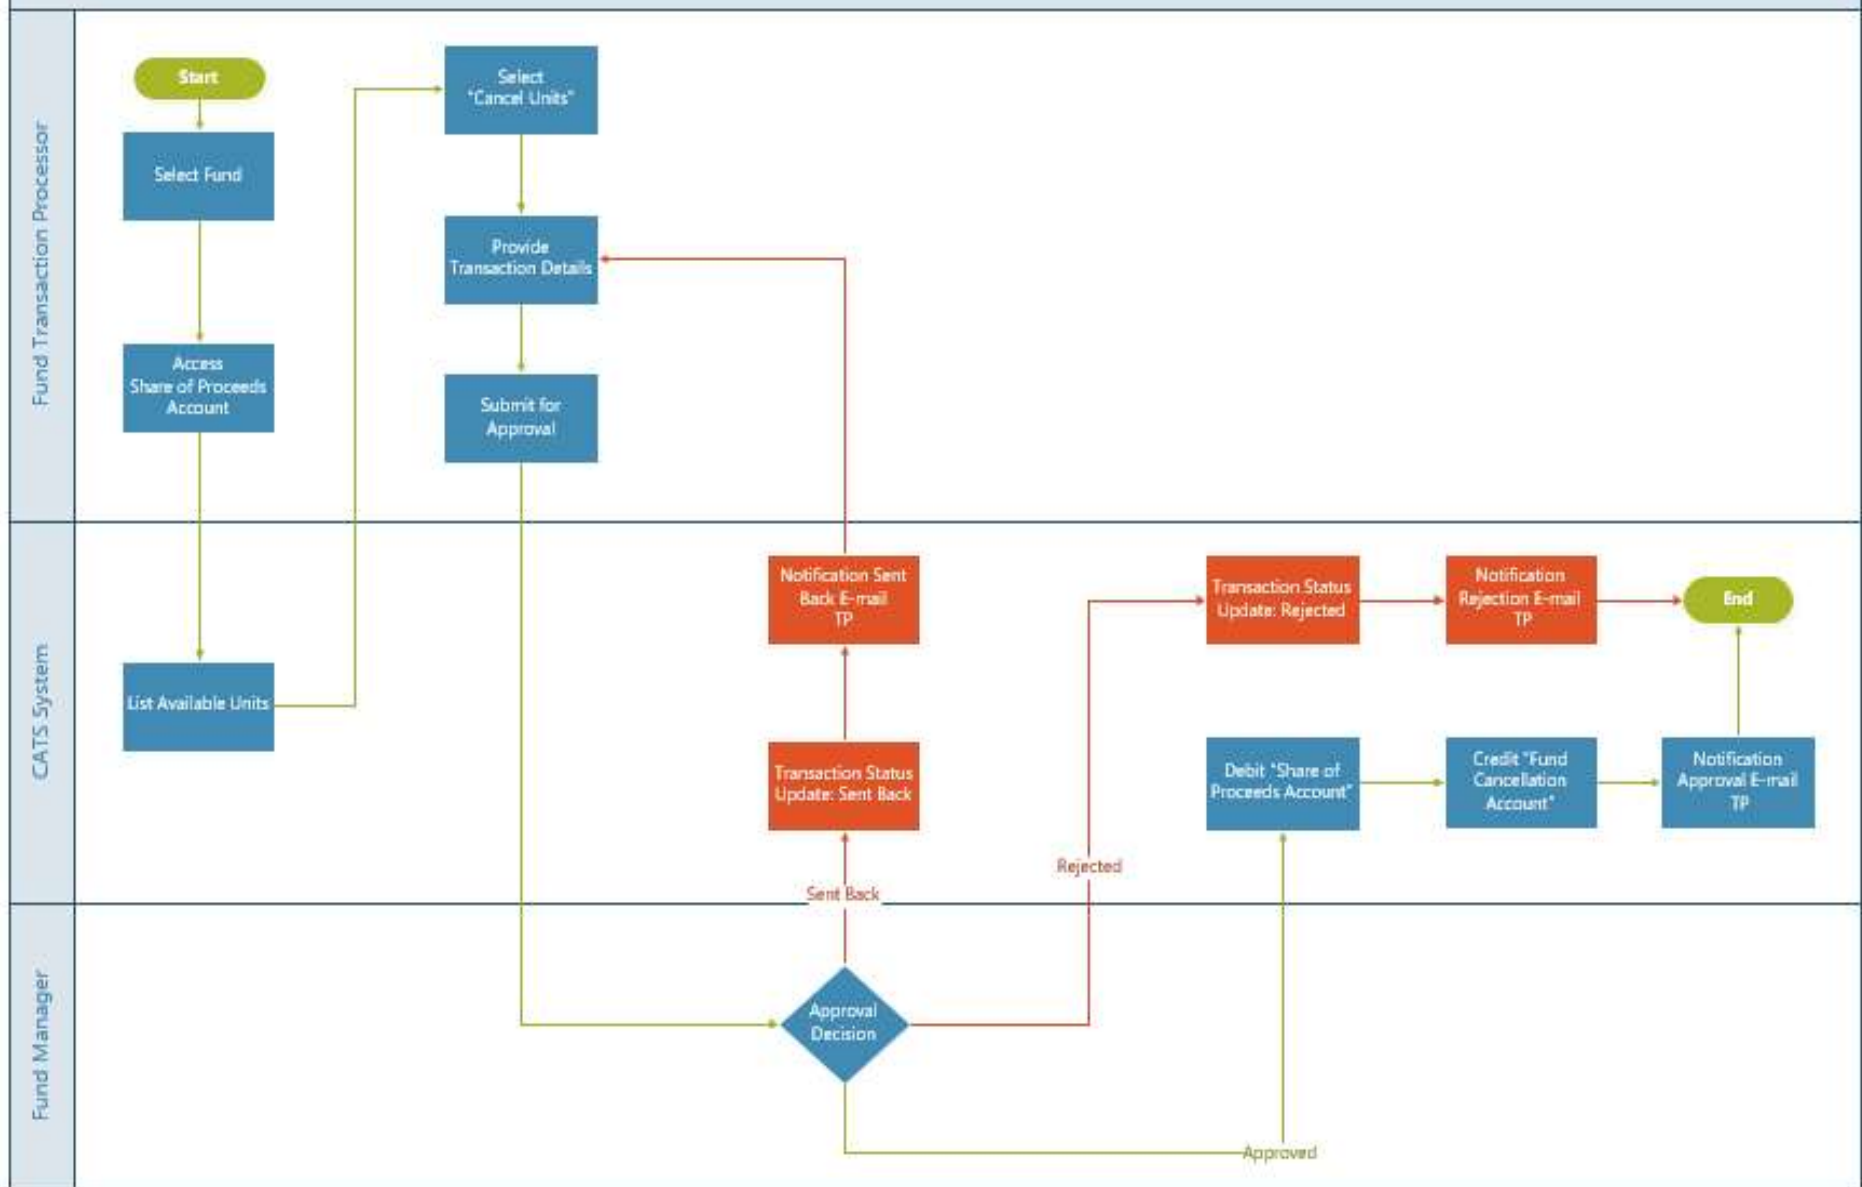 Fund Transaction Processor
Start
Select Fund
Access
Share of Proceeds
Account
Select
"Cancel Units"
Provide
Transaction Details
Submit for
Approval
CATS System
List Available Units
Notification Sent
Back E-mail
TP
Transaction Status
Update: Sent Back
Sent Back
Rejected
Transaction Status
Update: Rejected
Notification
Rejection E-mail
TP
End
Debit "Share of
Proceeds Account"
Credit "Fund
Cancellation
Account"
Notification
Approval E-mail
TP
Fund Manager
Approval
Decision
Approved